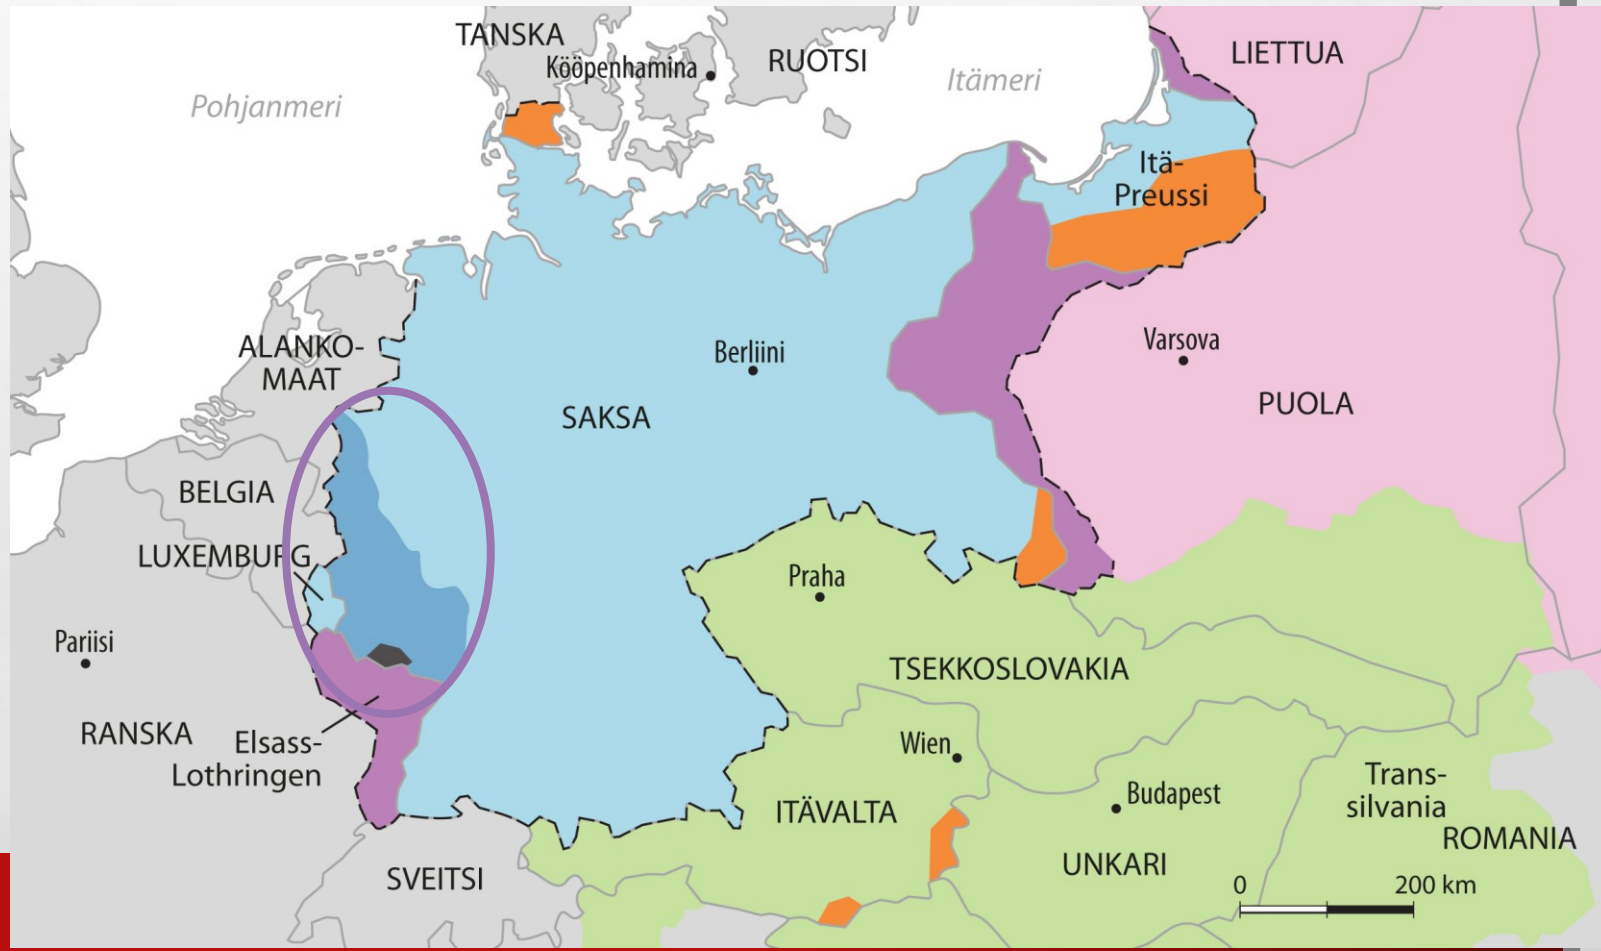 TANSKA
Kööpenhamina
RUOTSI
Itämeri
LIETTUA
Pohjanmeri
Itä-
Preussi
ALANKO-
MAAT
Berliini
Varsova
SAKSA
PUOLA
BELGIA
LUXEMBURG
Praha
Pariisi
TSEKKOSLOVAKIA
RANSKA
Elsass-
Lothringen
Wien
Budapest
Trans-
silvania
ITÄVALTA
ROMANIA
UNKARI
SVEITSI
0 200 km